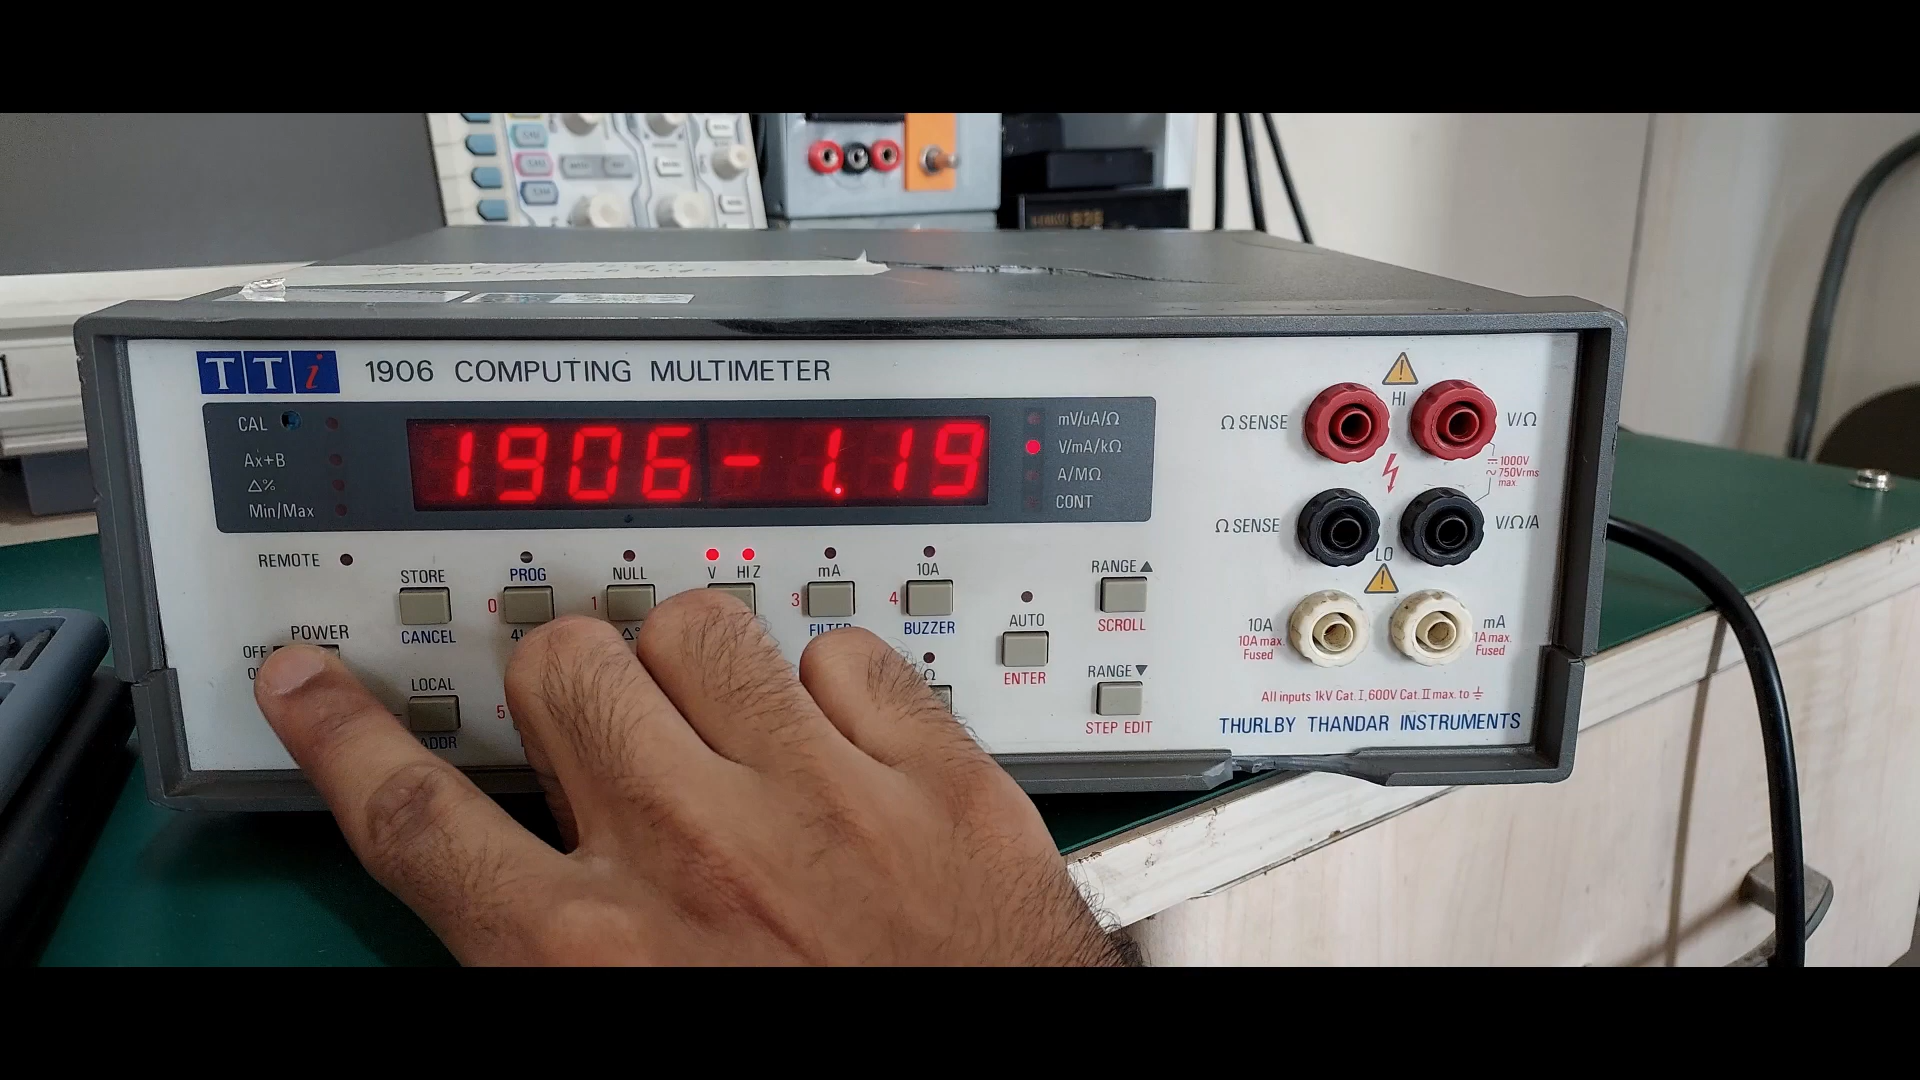 TTi 1906 COMPUTING MULTIMETER
CAL
Ax+B
Δ%
Min/Max
1906- 1.19
mV/uA/Ω
V/mA/kΩ
A/MΩ
CONT
REMOTE
STORE
CANCEL
PROG
0
NULL
1
V HI Z
mA
3
FILTER
10A
4
BUZZER
AUTO
ENTER
RANGE▲
SCROLL
RANGE▼
STEP EDIT
POWER
OFF
LOCAL
ADDR
5
Ω
Ω SENSE
HI
V/Ω
⎓ 1000V
~ 750Vrms
max.
Ω SENSE
LO
V/Ω/A
10A
10A max.
Fused
mA
1A max.
Fused
All inputs 1kV Cat. I, 600V Cat. II max. to ⏚
THURLBY THANDAR INSTRUMENTS